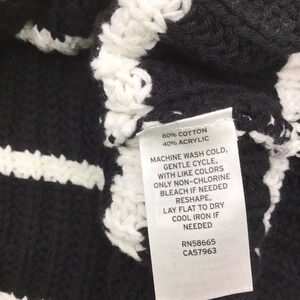 60% COTTON
40% ACRYLIC
MACHINE WASH COLD,
GENTLE CYCLE,
WITH LIKE COLORS
ONLY NON-CHLORINE
BLEACH IF NEEDED
RESHAPE,
LAY FLAT TO DRY
COOL IRON IF
NEEDED
RN58665
CA57963